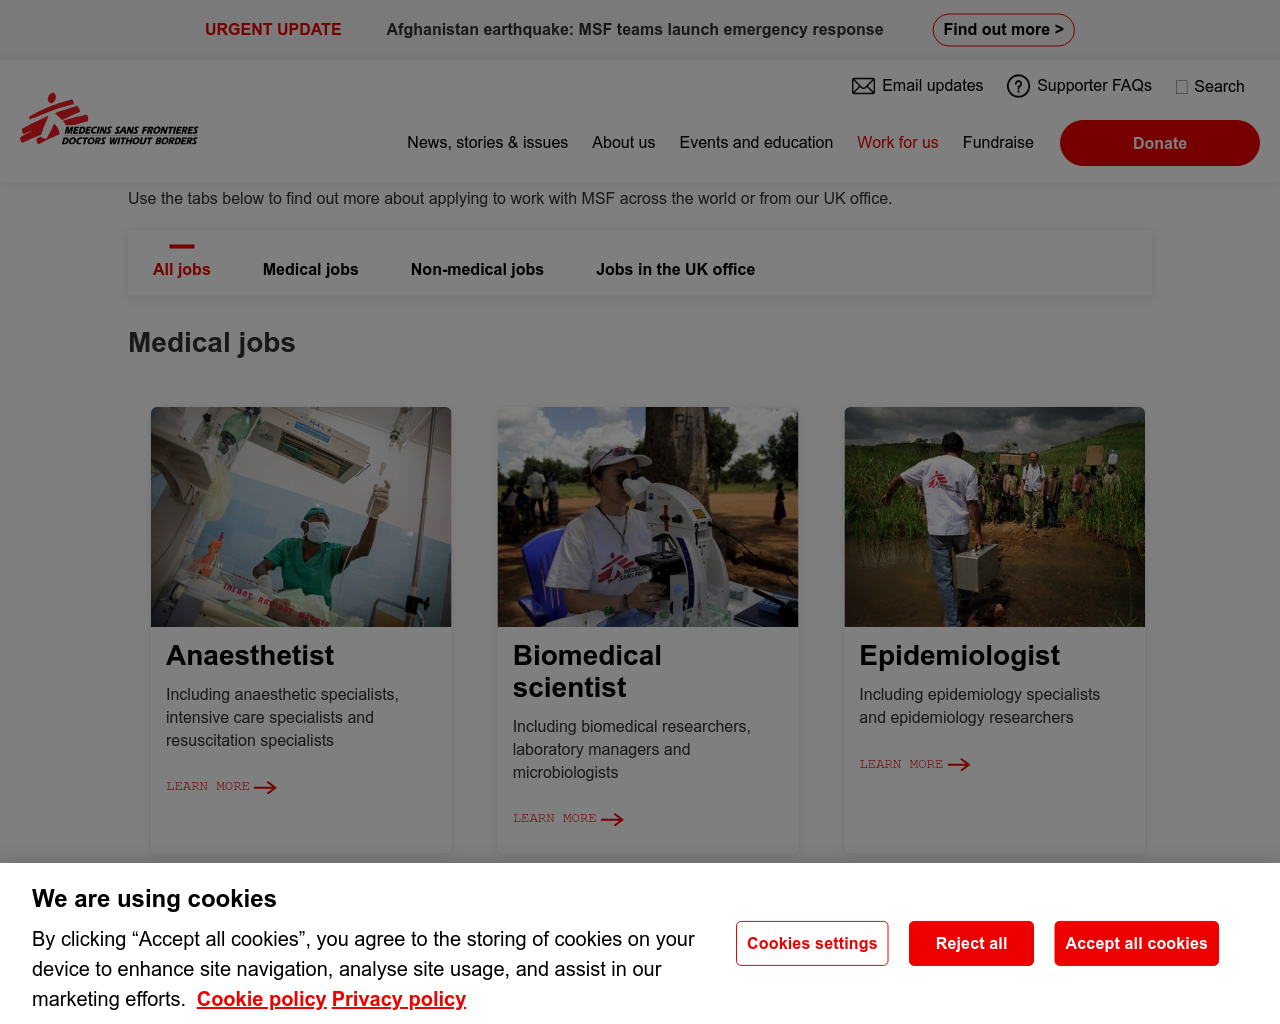 URGENT UPDATE Afghanistan earthquake: MSF teams launch emergency response Find out more >
Email updates Supporter FAQs Search
MEDECINS SANS FRONTIERES
DOCTORS WITHOUT BORDERS
News, stories & issues About us Events and education Work for us Fundraise Donate
Use the tabs below to find out more about applying to work with MSF across the world or from our UK office.
All jobs Medical jobs Non-medical jobs Jobs in the UK office
Medical jobs
INFANT RADIANT WARMER
Anaesthetist
Including anaesthetic specialists,
intensive care specialists and
resuscitation specialists
LEARN MORE
Biomedical
scientist
Including biomedical researchers,
laboratory managers and
microbiologists
LEARN MORE
Epidemiologist
Including epidemiology specialists
and epidemiology researchers
LEARN MORE
We are using cookies
By clicking “Accept all cookies”, you agree to the storing of cookies on your
device to enhance site navigation, analyse site usage, and assist in our
marketing efforts. Cookie policy Privacy policy
Cookies settings Reject all Accept all cookies